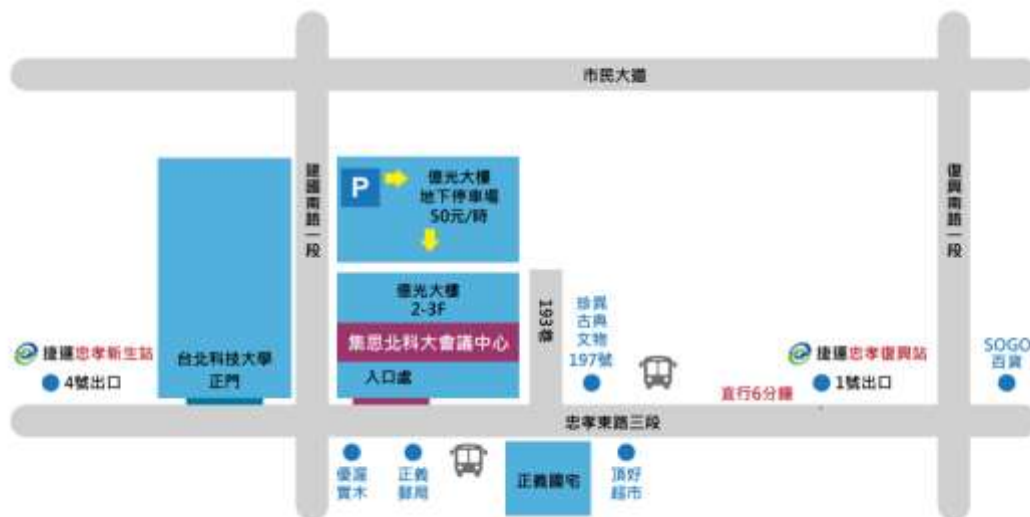 市民大道
建國南路一段
復興南路一段
P
億光大樓
地下停車場
50元/時
億光大樓
2-3F
集思北科大會議中心
入口處
193巷
珍異
古典
文物
197號
捷運忠孝新生站
4號出口
台北科技大學
正門
捷運忠孝復興站
1號出口
直行6分鐘
SOGO
百貨
忠孝東路三段
優渥
實木
正義
郵局
正義國宅
頂好
超市